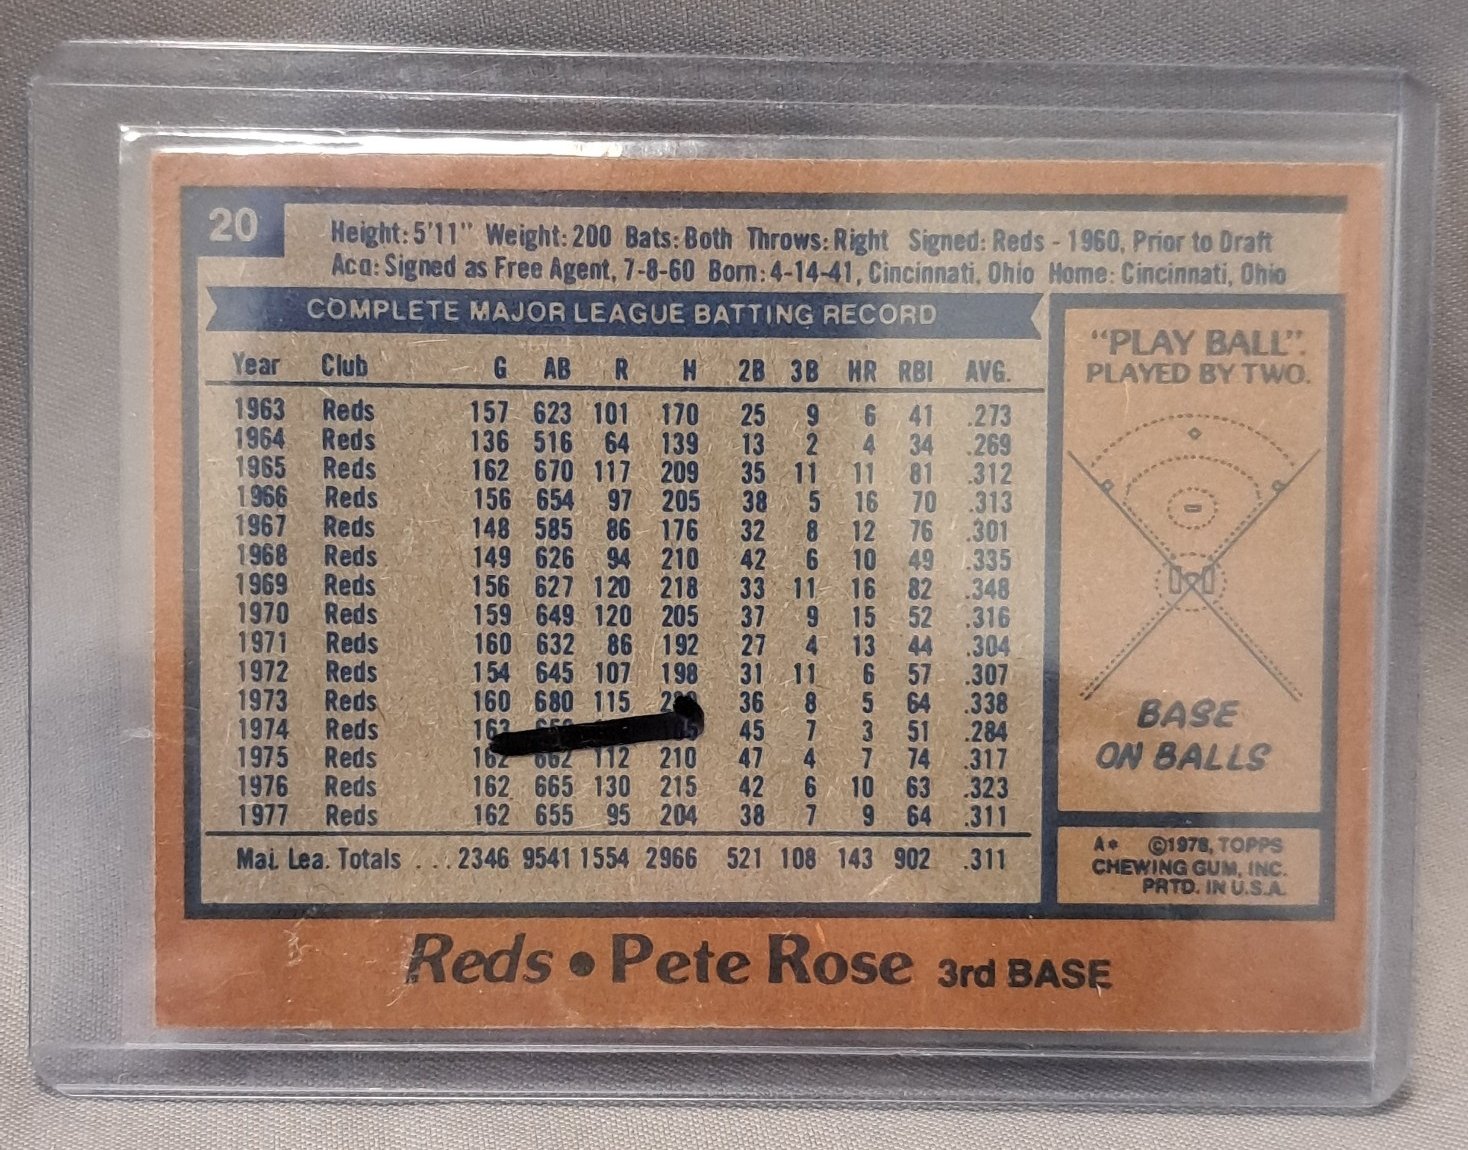 20
Height: 5'11" Weight: 200 Bats: Both Throws: Right Signed: Reds - 1960, Prior to Draft
Acq: Signed as Free Agent, 7-8-60 Born: 4-14-41, Cincinnati, Ohio Home: Cincinnati, Ohio
COMPLETE MAJOR LEAGUE BATTING RECORD
Year Club G AB R H 2B 3B HR RBI AVG.
1963 Reds 157 623 101 170 25 9 6 41 .273
1964 Reds 136 516 64 139 13 2 4 34 .269
1965 Reds 162 670 117 209 35 11 11 81 .312
1966 Reds 156 654 97 205 38 5 16 70 .313
1967 Reds 148 585 86 176 32 8 12 76 .301
1968 Reds 149 626 94 210 42 6 10 49 .335
1969 Reds 156 627 120 218 33 11 16 82 .348
1970 Reds 159 649 120 205 37 9 15 52 .316
1971 Reds 160 632 86 192 27 4 13 44 .304
1972 Reds 154 645 107 198 31 11 6 57 .307
1973 Reds 160 680 115 36 8 5 64 .338
1974 Reds 45 7 3 51 .284
1975 Reds 162 662 112 210 47 4 7 74 .317
1976 Reds 162 665 130 215 42 6 10 63 .323
1977 Reds 162 655 95 204 38 7 9 64 .311
Maj. Lea. Totals ... 2346 9541 1554 2966 521 108 143 902 .311
"PLAY BALL".
PLAYED BY TWO.
BASE
ON BALLS
A* ©1978, TOPPS
CHEWING GUM, INC.
PRTD. IN U.S.A.
Reds • Pete Rose 3rd BASE